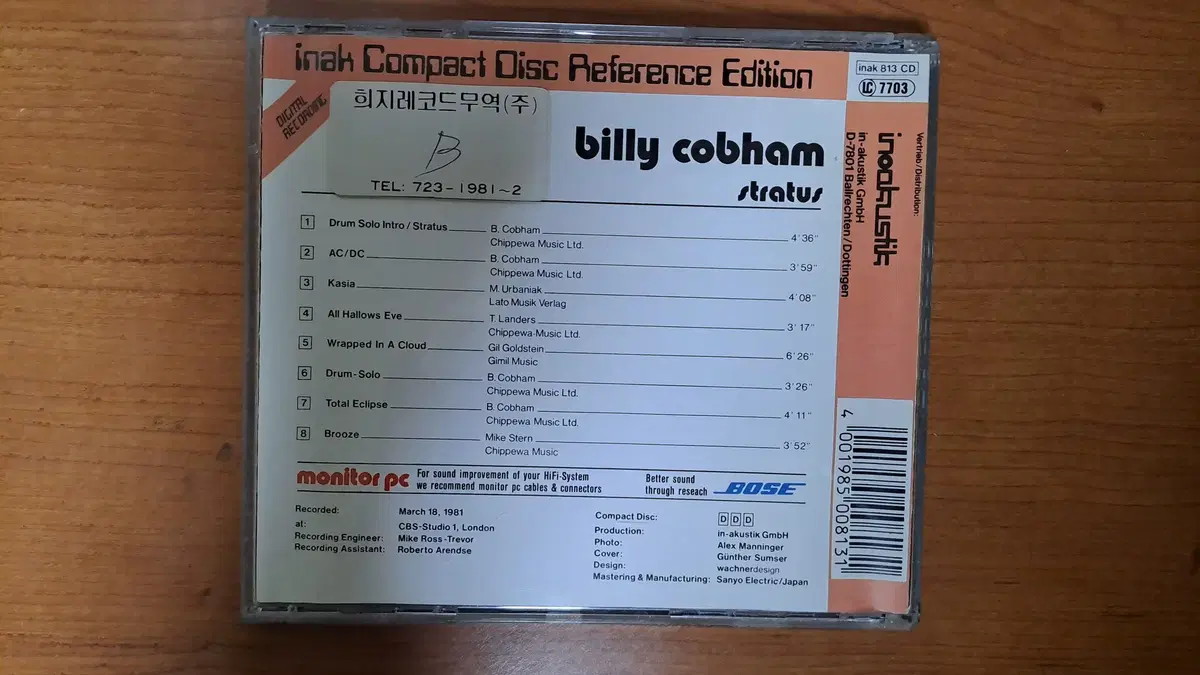 inak Compact Disc Reference Edition
inak 813 CD
LC 7703
DIGITAL
RECORDING
희지레코드무역(주)
B
TEL: 723-1981~2
billy cobham
stratus
1 Drum Solo Intro / Stratus B. Cobham 4'36"
Chippewa Music Ltd.
2 AC/DC B. Cobham 3'59"
Chippewa Music Ltd.
3 Kasia M. Urbaniak 4'08"
Lato Musik Verlag
4 All Hallows Eve T. Landers 3'17"
Chippewa-Music Ltd.
5 Wrapped In A Cloud Gil Goldstein 6'26"
Gimil Music
6 Drum-Solo B. Cobham 3'26"
Chippewa Music Ltd.
7 Total Eclipse B. Cobham 4'11"
Chippewa Music Ltd.
8 Brooze Mike Stern 3'52"
Chippewa Music
monitor pc For sound improvement of your HiFi-System
we recommend monitor pc cables & connectors
Better sound
through reseach BOSE
Recorded: March 18, 1981
at: CBS-Studio 1, London
Recording Engineer: Mike Ross-Trevor
Recording Assistant: Roberto Arendse
Compact Disc: D D D
Production: in-akustik GmbH
Photo: Alex Manninger
Cover: Günther Sumser
Design: wachnerdesign
Mastering & Manufacturing: Sanyo Electric/Japan
Vertrieb/Distribution:
inakustik
in-akustik GmbH
D-7801 Ballrechten/Dottingen
4 001985 008131